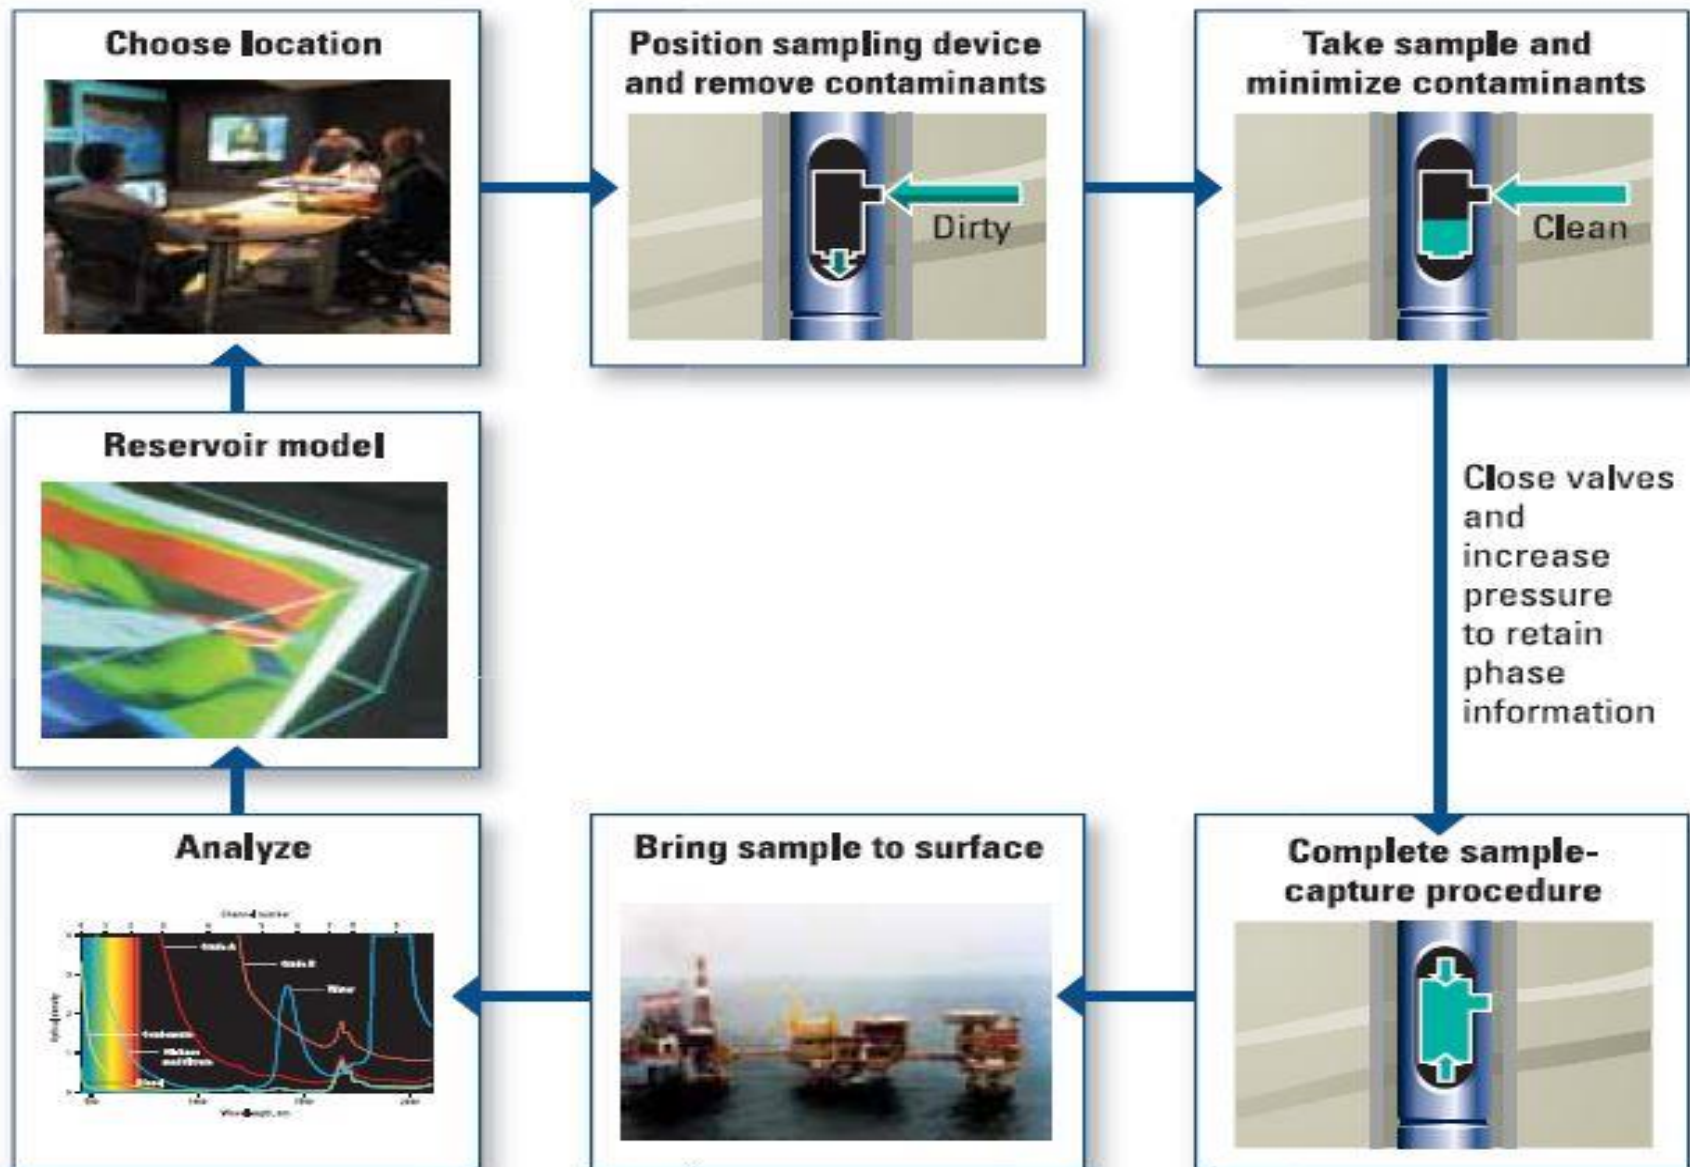 Choose location
Position sampling device
and remove contaminants
Dirty
Take sample and
minimize contaminants
Clean
Close valves
and
increase
pressure
to retain
phase
information
Complete sample-
capture procedure
Bring sample to surface
Analyze
Water
Reservoir model